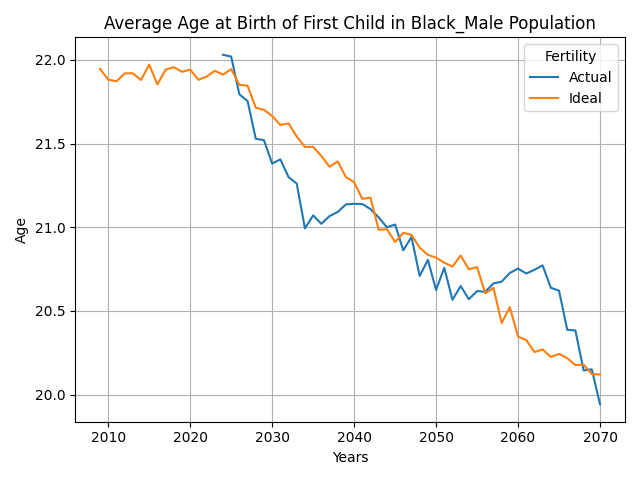 Average Age at Birth of First Child in Black_Male Population
Fertility
Actual
Ideal
Age
22.0
21.5
21.0
20.5
20.0
2010 2020 2030 2040 2050 2060 2070
Years